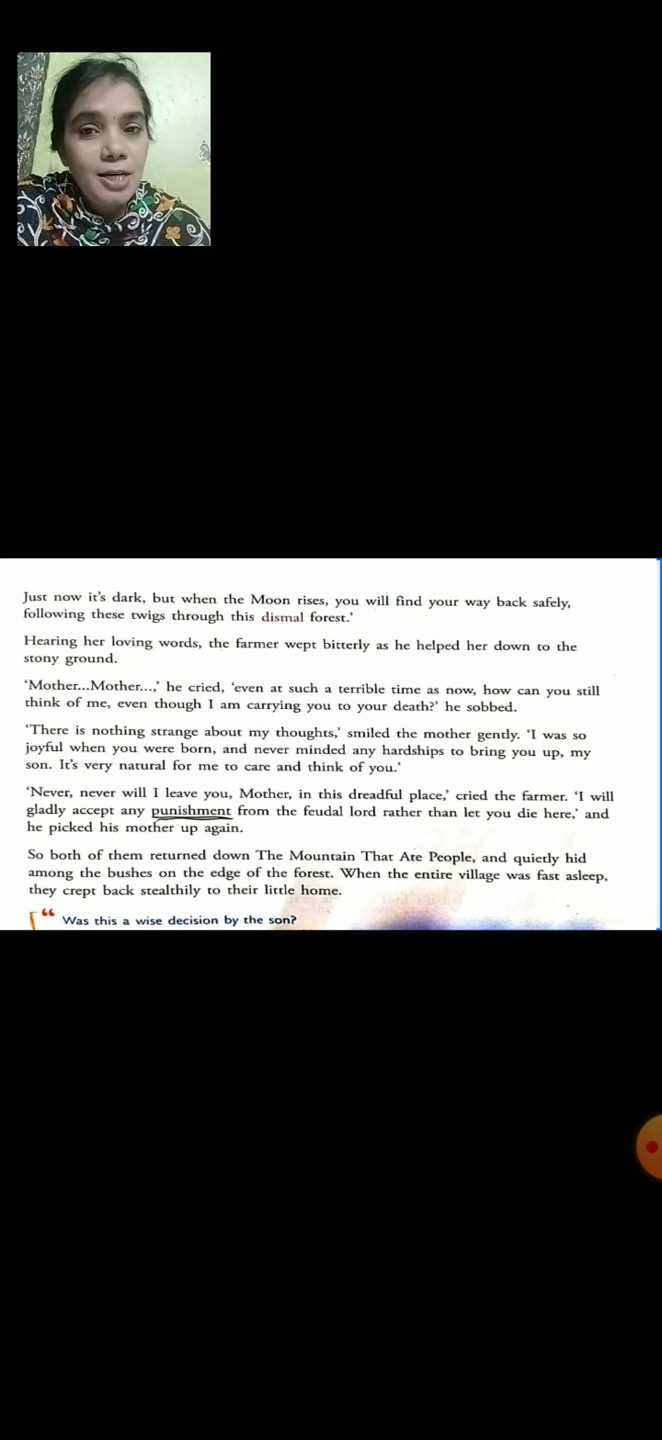 Just now it's dark, but when the Moon rises, you will find your way back safely,
following these twigs through this dismal forest.'
Hearing her loving words, the farmer wept bitterly as he helped her down to the
stony ground.
'Mother...Mother...,' he cried, 'even at such a terrible time as now, how can you still
think of me, even though I am carrying you to your death?' he sobbed.
'There is nothing strange about my thoughts,' smiled the mother gently. 'I was so
joyful when you were born, and never minded any hardships to bring you up, my
son. It's very natural for me to care and think of you.'
'Never, never will I leave you, Mother, in this dreadful place,' cried the farmer. 'I will
gladly accept any punishment from the feudal lord rather than let you die here,' and
he picked his mother up again.
So both of them returned down The Mountain That Ate People, and quietly hid
among the bushes on the edge of the forest. When the entire village was fast asleep,
they crept back stealthily to their little home.
“ Was this a wise decision by the son?